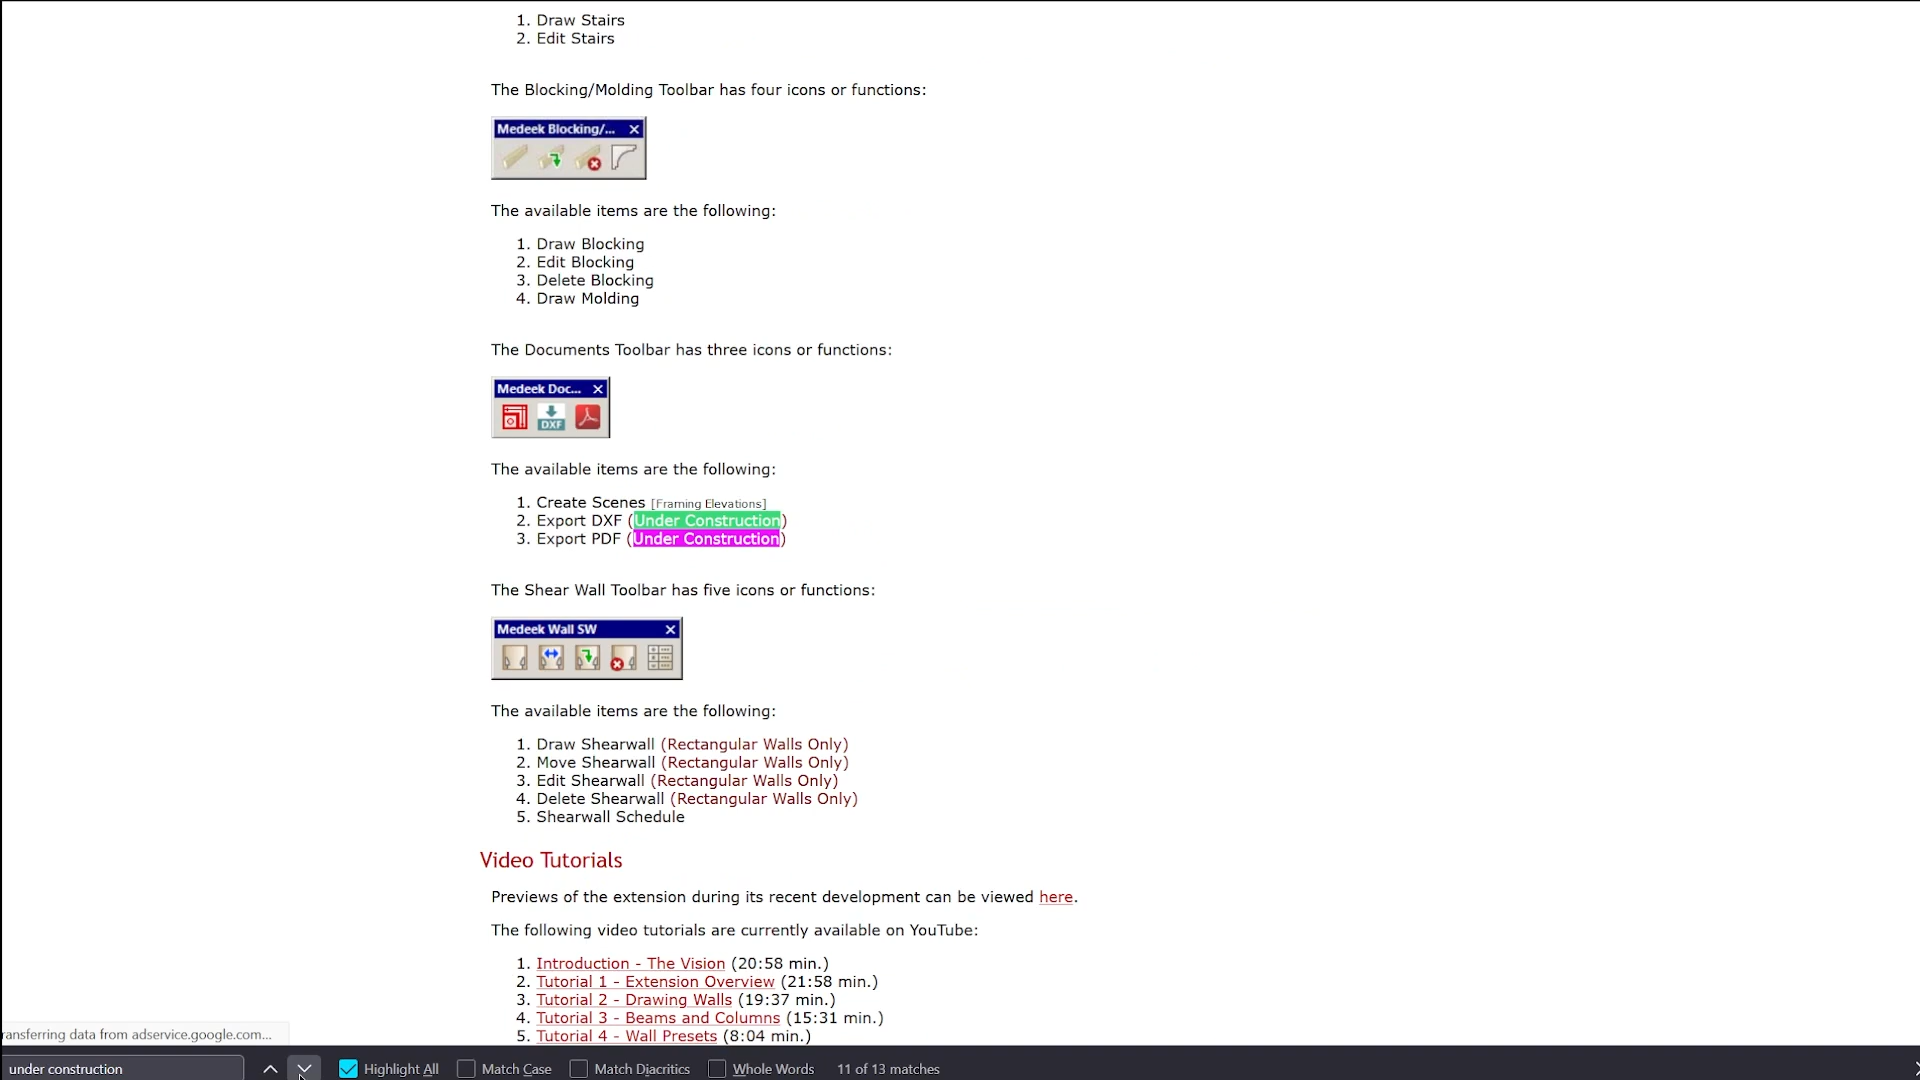 1. Draw Stairs
2. Edit Stairs
The Blocking/Molding Toolbar has four icons or functions:
Medeek Blocking/...
The available items are the following:
1. Draw Blocking
2. Edit Blocking
3. Delete Blocking
4. Draw Molding
The Documents Toolbar has three icons or functions:
Medeek Doc...
DXF
The available items are the following:
1. Create Scenes [Framing Elevations]
2. Export DXF (Under Construction)
3. Export PDF (Under Construction)
The Shear Wall Toolbar has five icons or functions:
Medeek Wall SW
The available items are the following:
1. Draw Shearwall (Rectangular Walls Only)
2. Move Shearwall (Rectangular Walls Only)
3. Edit Shearwall (Rectangular Walls Only)
4. Delete Shearwall (Rectangular Walls Only)
5. Shearwall Schedule
Video Tutorials
Previews of the extension during its recent development can be viewed here.
The following video tutorials are currently available on YouTube:
1. Introduction - The Vision (20:58 min.)
2. Tutorial 1 - Extension Overview (21:58 min.)
3. Tutorial 2 - Drawing Walls (19:37 min.)
4. Tutorial 3 - Beams and Columns (15:31 min.)
5. Tutorial 4 - Wall Presets (8:04 min.)
ransferring data from adservice.google.com...
under construction Highlight All Match Case Match Diacritics Whole Words 11 of 13 matches